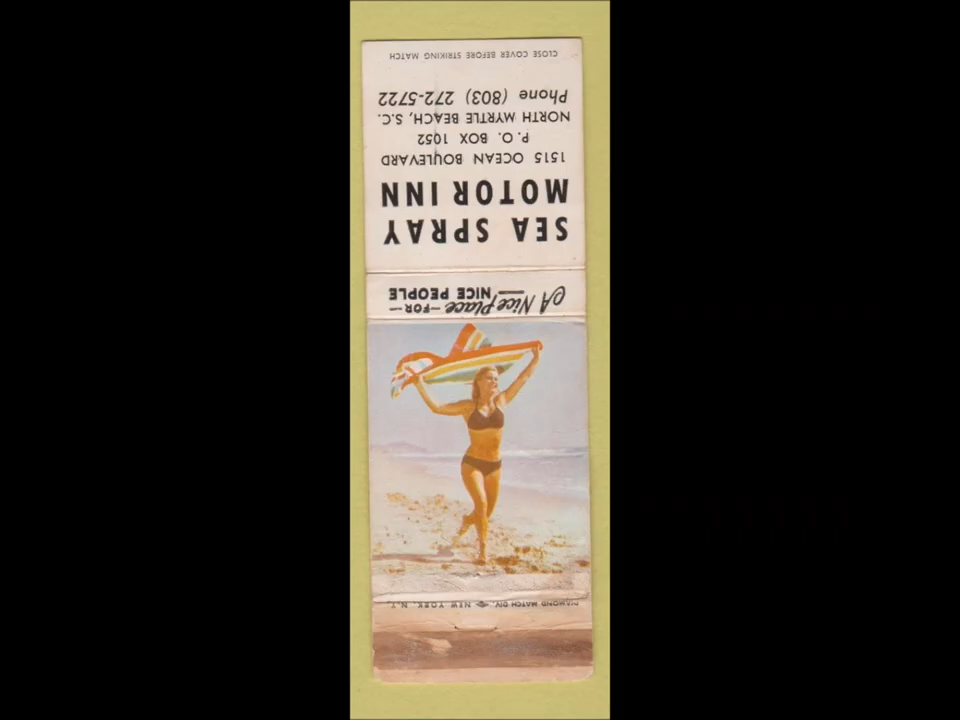 A Nice Place —FOR— NICE PEOPLE
SEA SPRAY
MOTOR INN
1515 OCEAN BOULEVARD
P.O. BOX 1052
NORTH MYRTLE BEACH, S.C.
Phone (803) 272-5722
CLOSE COVER BEFORE STRIKING MATCH
DIAMOND MATCH DIV. NEW YORK, N.Y.